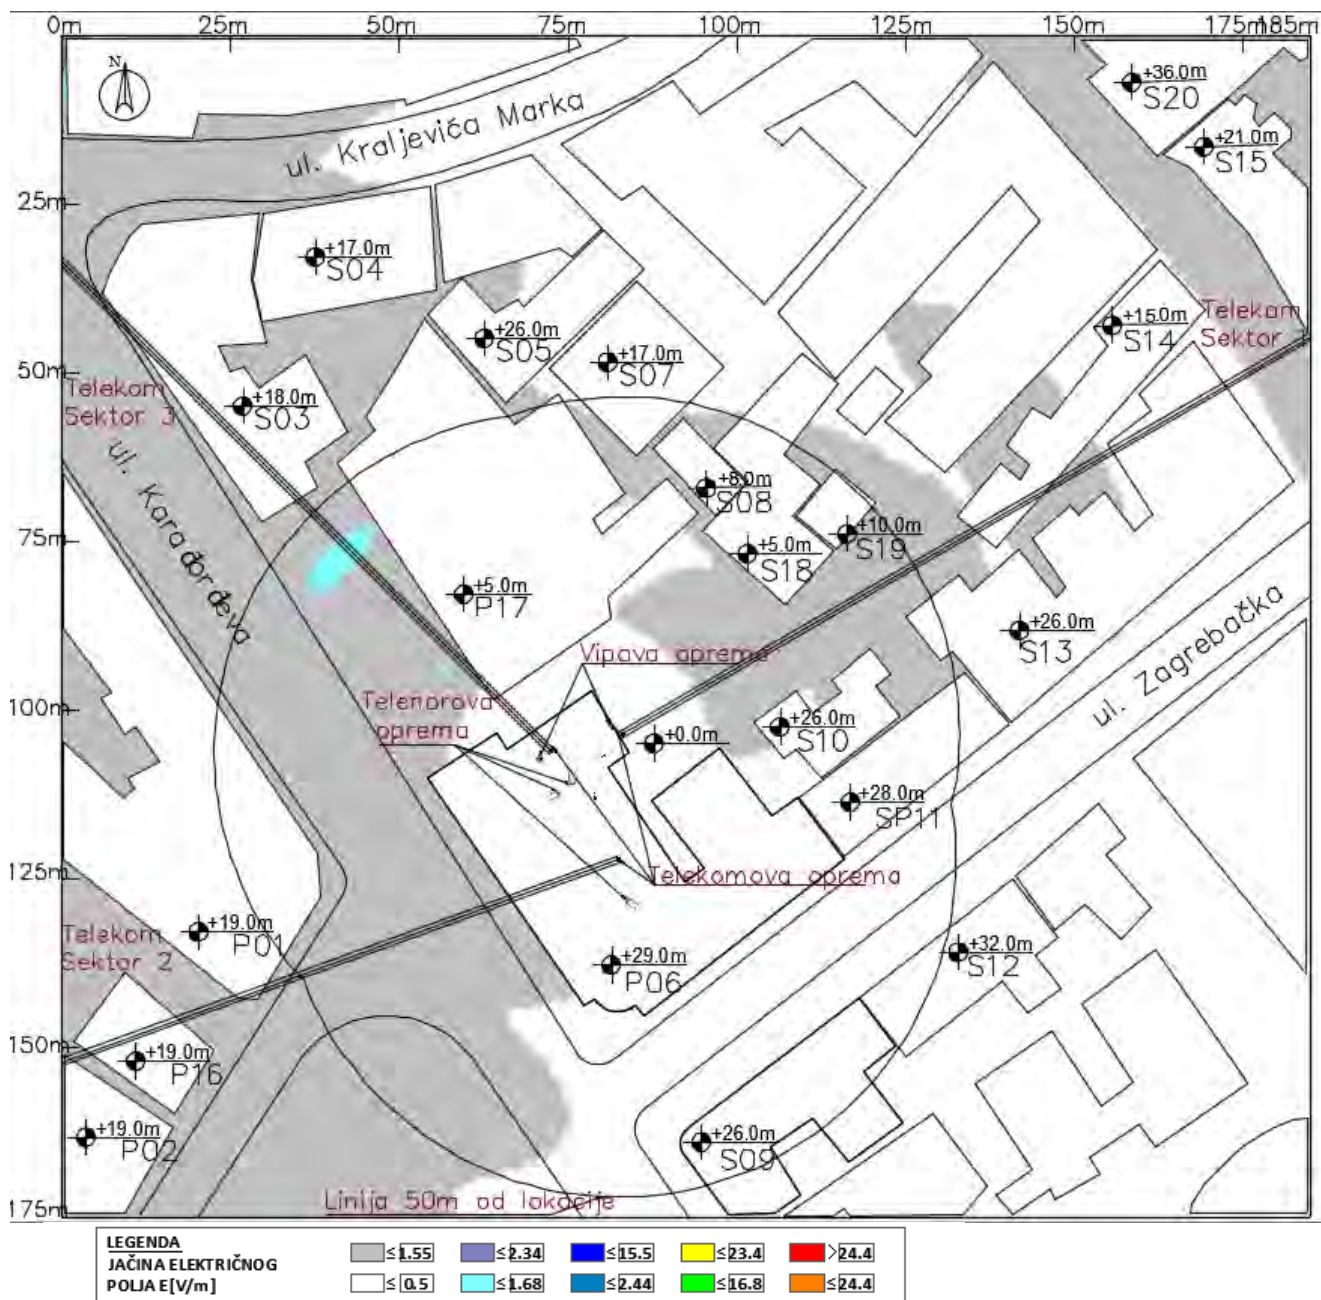 0m 25m 50m 75m 100m 125m 150m 175m 185m
N
+36.0m
S20
ul. Kraljevića Marka
+21.0m
S15
25m
+17.0m
S04
+15.0m
S14
Telekom
Sektor
+26.0m
S05
+17.0m
S07
50m
Telekom
Sektor 3
+18.0m
S03
ul. Karađorđeva
+8.0m
S08
+10.0m
S19
75m
+5.0m
S18
+5.0m
P17
+26.0m
S13
ul. Zagrebačka
Vipova oprema
Telenorova
oprema
100m
+0.0m
+26.0m
S10
+28.0m
SP11
125m
Telekomova oprema
+19.0m
P01
Telekom
Sektor 2
+29.0m
P06
+32.0m
S12
150m
+19.0m
P16
+19.0m
P02
+26.0m
S09
175m
Linija 50m od lokacije
LEGENDA
JAČINA ELEKTRIČNOG
POLJA E[V/m]
≤1.55 ≤2.34 ≤15.5 ≤23.4 >24.4
≤ 0.5 ≤1.68 ≤2.44 ≤16.8 ≤24.4